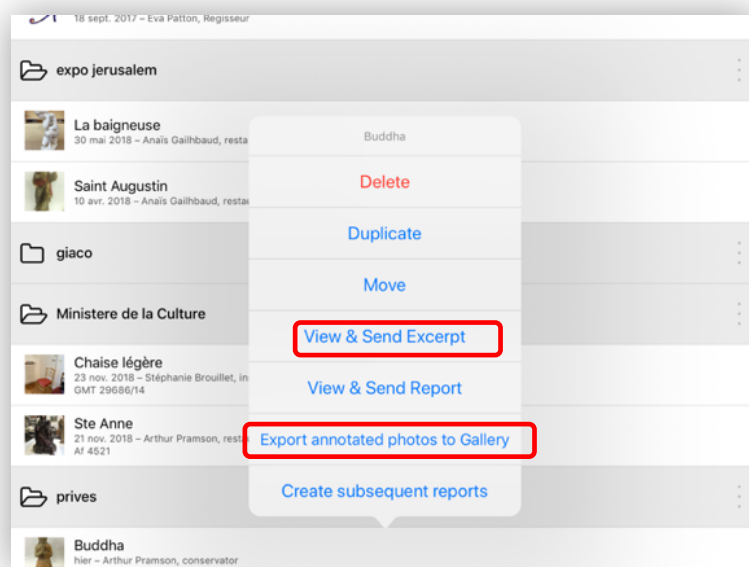 18 sept. 2017 – Eva Patton, Regisseur
expo jerusalem
La baigneuse
30 mai 2018 – Anaïs Gailhbaud, resta
Saint Augustin
10 avr. 2018 – Anaïs Gailhbaud, restau
giaco
Ministere de la Culture
Chaise légère
23 nov. 2018 – Stéphanie Brouillet, in
GMT 29686/14
Ste Anne
21 nov. 2018 – Arthur Pramson, resta
Af 4521
prives
Buddha
hier – Arthur Pramson, conservator
Buddha
Delete
Duplicate
Move
View & Send Excerpt
View & Send Report
Export annotated photos to Gallery
Create subsequent reports